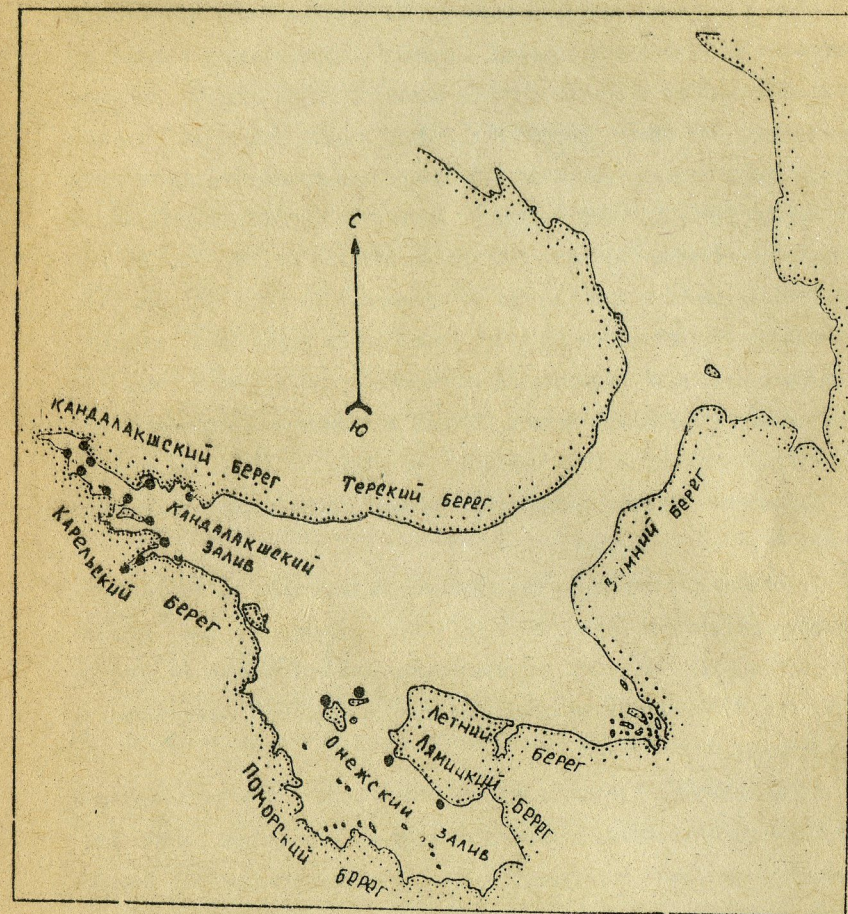 С
Ю
КАНДАЛАКШСКИЙ БЕРЕГ
Терский БЕРЕГ
КАНДАЛАКШСКИЙ
ЗАЛИВ
КАРЕЛЬСКИЙ БЕРЕГ
Зимний БЕРЕГ
Летний БЕРЕГ
Лямицкий БЕРЕГ
Онежский ЗАЛИВ
ПОМОРСКИЙ БЕРЕГ